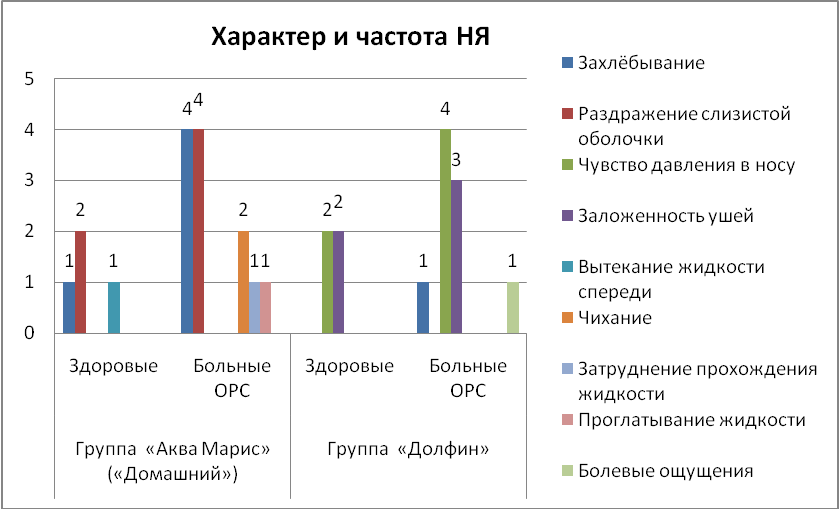 Характер и частота НЯ
5
4
3
2
1
0
1
2
1
4
4
2
1
1
2
2
1
4
3
1
Здоровые
Больные
ОРС
Здоровые
Больные
ОРС
Группа «Аква Марис»
(«Домашний»)
Группа «Долфин»
Захлёбывание
Раздражение слизистой
оболочки
Чувство давления в носу
Заложенность ушей
Вытекание жидкости
спереди
Чихание
Затруднение прохождения
жидкости
Проглатывание жидкости
Болевые ощущения